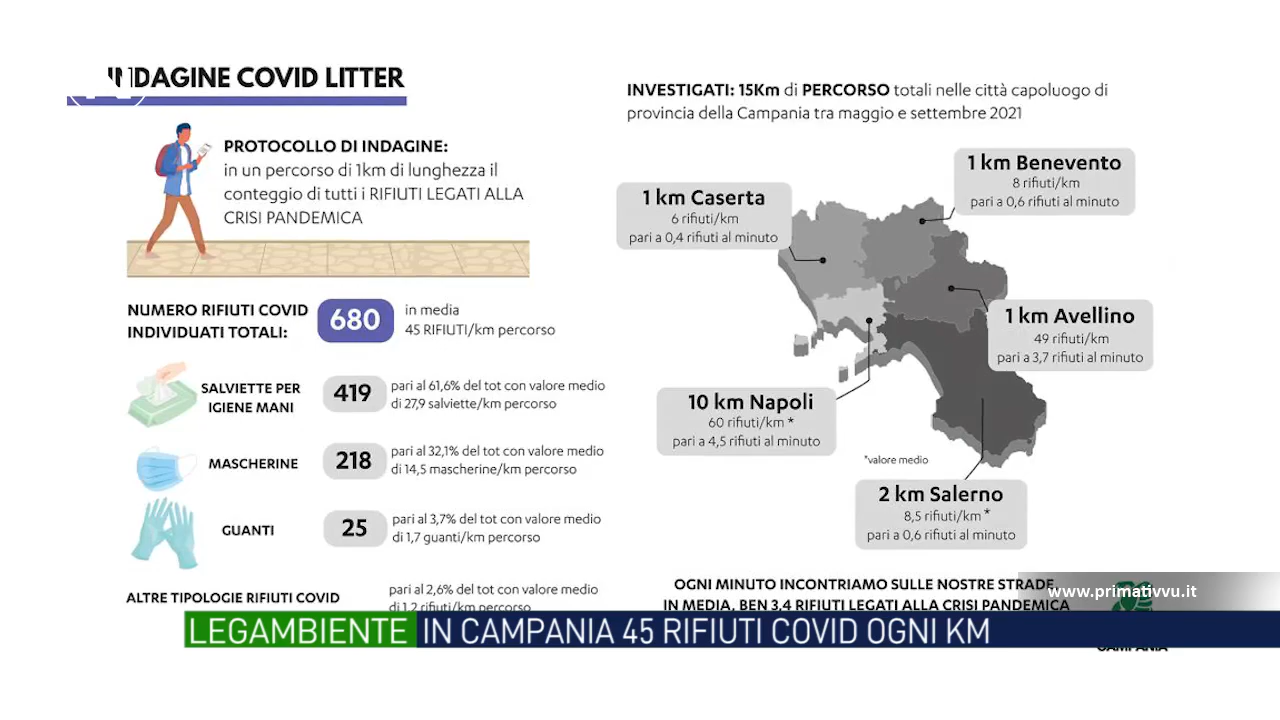 INDAGINE COVID LITTER
PROTOCOLLO DI INDAGINE:
in un percorso di 1km di lunghezza il
conteggio di tutti i RIFIUTI LEGATI ALLA
CRISI PANDEMICA
NUMERO RIFIUTI COVID
INDIVIDUATI TOTALI:
680
in media
45 RIFIUTI/km percorso
SALVIETTE PER
IGIENE MANI
419
pari al 61,6% del tot con valore medio
di 27,9 salviette/km percorso
MASCHERINE
218
pari al 32,1% del tot con valore medio
di 14,5 mascherine/km percorso
GUANTI
25
pari al 3,7% del tot con valore medio
di 1,7 guanti/km percorso
ALTRE TIPOLOGIE RIFIUTI COVID
pari al 2,6% del tot con valore medio
di 1,2 rifiuti/km percorso
INVESTIGATI: 15Km di PERCORSO totali nelle città capoluogo di
provincia della Campania tra maggio e settembre 2021
1 km Benevento
8 rifiuti/km
pari a 0,6 rifiuti al minuto
1 km Caserta
6 rifiuti/km
pari a 0,4 rifiuti al minuto
1 km Avellino
49 rifiuti/km
pari a 3,7 rifiuti al minuto
10 km Napoli
60 rifiuti/km *
pari a 4,5 rifiuti al minuto
*valore medio
2 km Salerno
8,5 rifiuti/km *
pari a 0,6 rifiuti al minuto
OGNI MINUTO INCONTRIAMO SULLE NOSTRE STRADE,
IN MEDIA, BEN 3,4 RIFIUTI LEGATI ALLA CRISI PANDEMICA
www.primativvu.it
LEGAMBIENTE IN CAMPANIA 45 RIFIUTI COVID OGNI KM
CAMPANIA